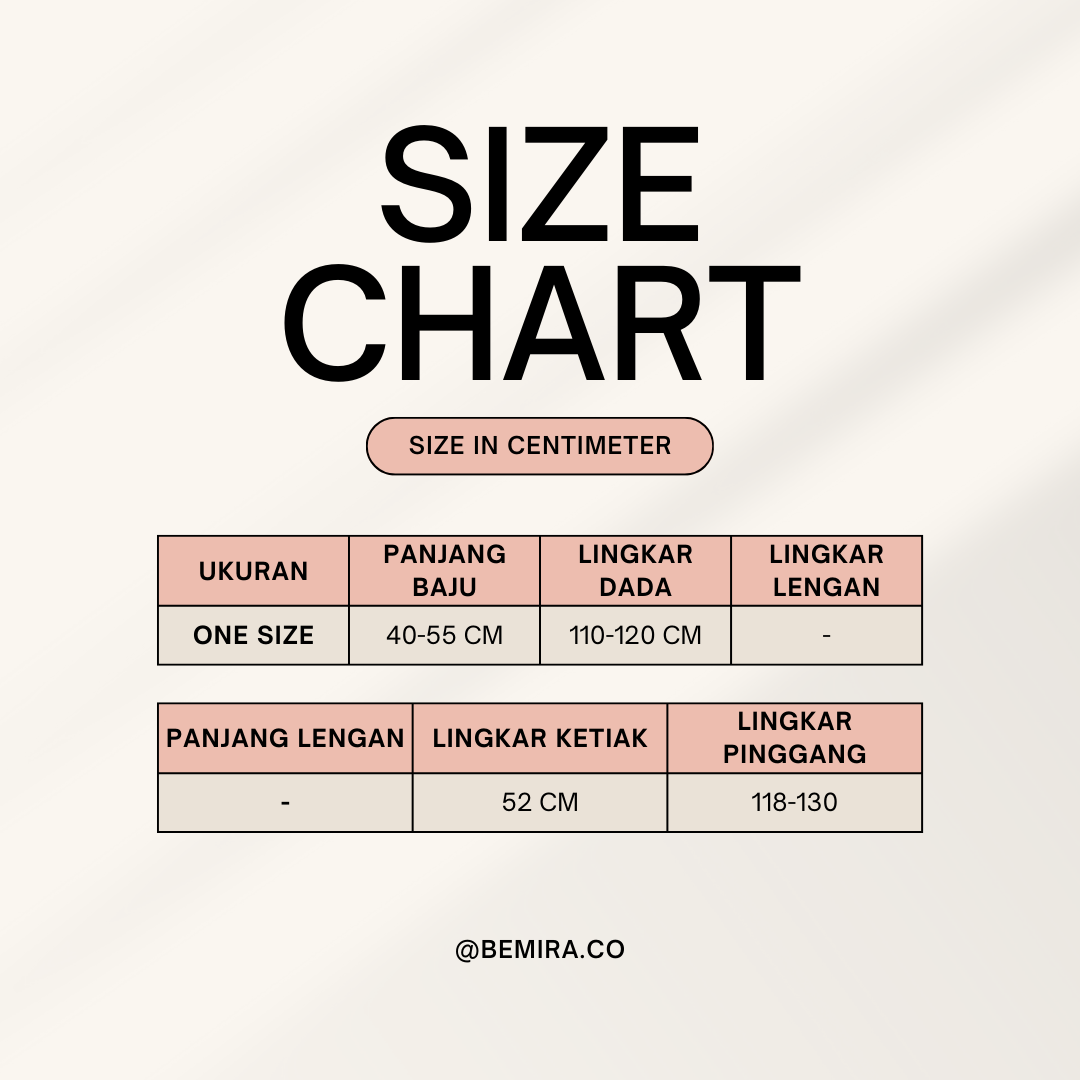 SIZE
CHART
SIZE IN CENTIMETER
UKURAN PANJANG BAJU LINGKAR DADA LINGKAR LENGAN
ONE SIZE 40-55 CM 110-120 CM -
PANJANG LENGAN LINGKAR KETIAK LINGKAR PINGGANG
- 52 CM 118-130
@BEMIRA.CO